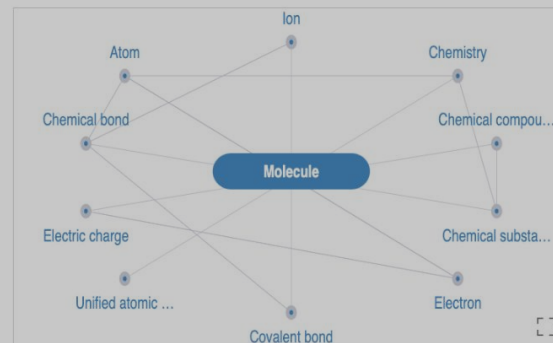 Ion
Atom
Chemistry
Chemical bond
Chemical compou...
Molecule
Electric charge
Chemical substa...
Unified atomic ...
Electron
Covalent bond